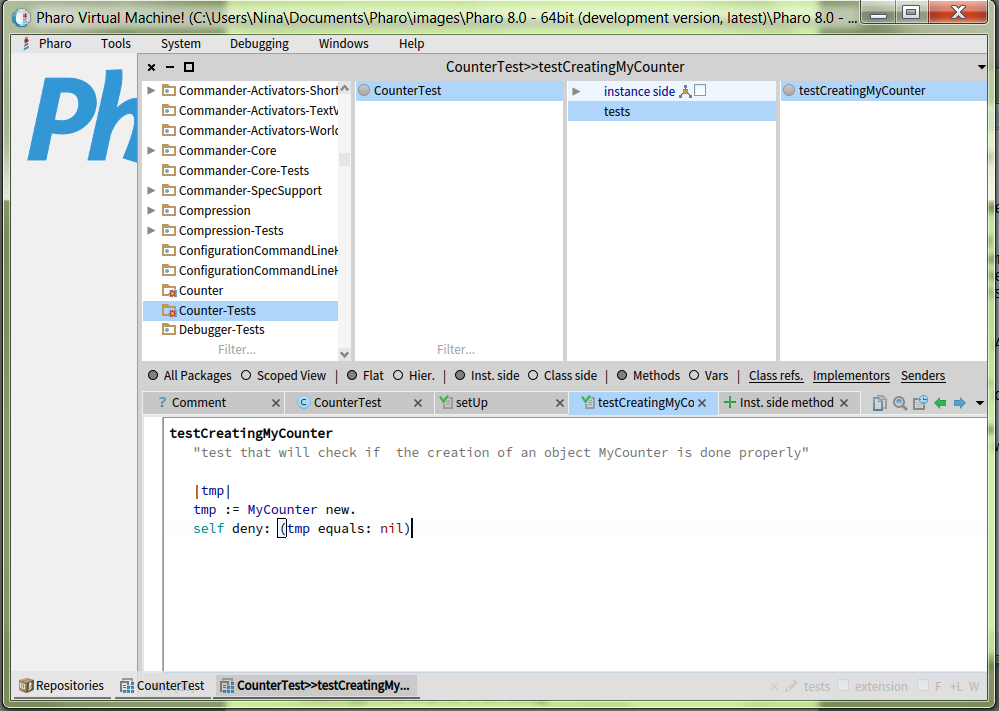 Pharo Virtual Machine! (C:\Users\Nina\Documents\Pharo\images\Pharo 8.0 - 64bit (development version, latest)\Pharo 8.0 - ...
Pharo Tools System Debugging Windows Help
Ph
CounterTest>>testCreatingMyCounter
Commander-Activators-Short
Commander-Activators-TextV
Commander-Activators-World
Commander-Core
Commander-Core-Tests
Commander-SpecSupport
Compression
Compression-Tests
ConfigurationCommandLineH
ConfigurationCommandLineH
Counter
Counter-Tests
Debugger-Tests
Filter...
CounterTest
Filter...
instance side
tests
testCreatingMyCounter
All Packages Scoped View | Flat Hier. | Inst. side Class side | Methods Vars | Class refs. Implementors Senders
? Comment CounterTest setUp testCreatingMyCo Inst. side method
testCreatingMyCounter
"test that will check if  the creation of an object MyCounter is done properly"
|tmp|
tmp := MyCounter new.
self deny: (tmp equals: nil)
Repositories CounterTest CounterTest>>testCreatingMy... tests extension F +L W